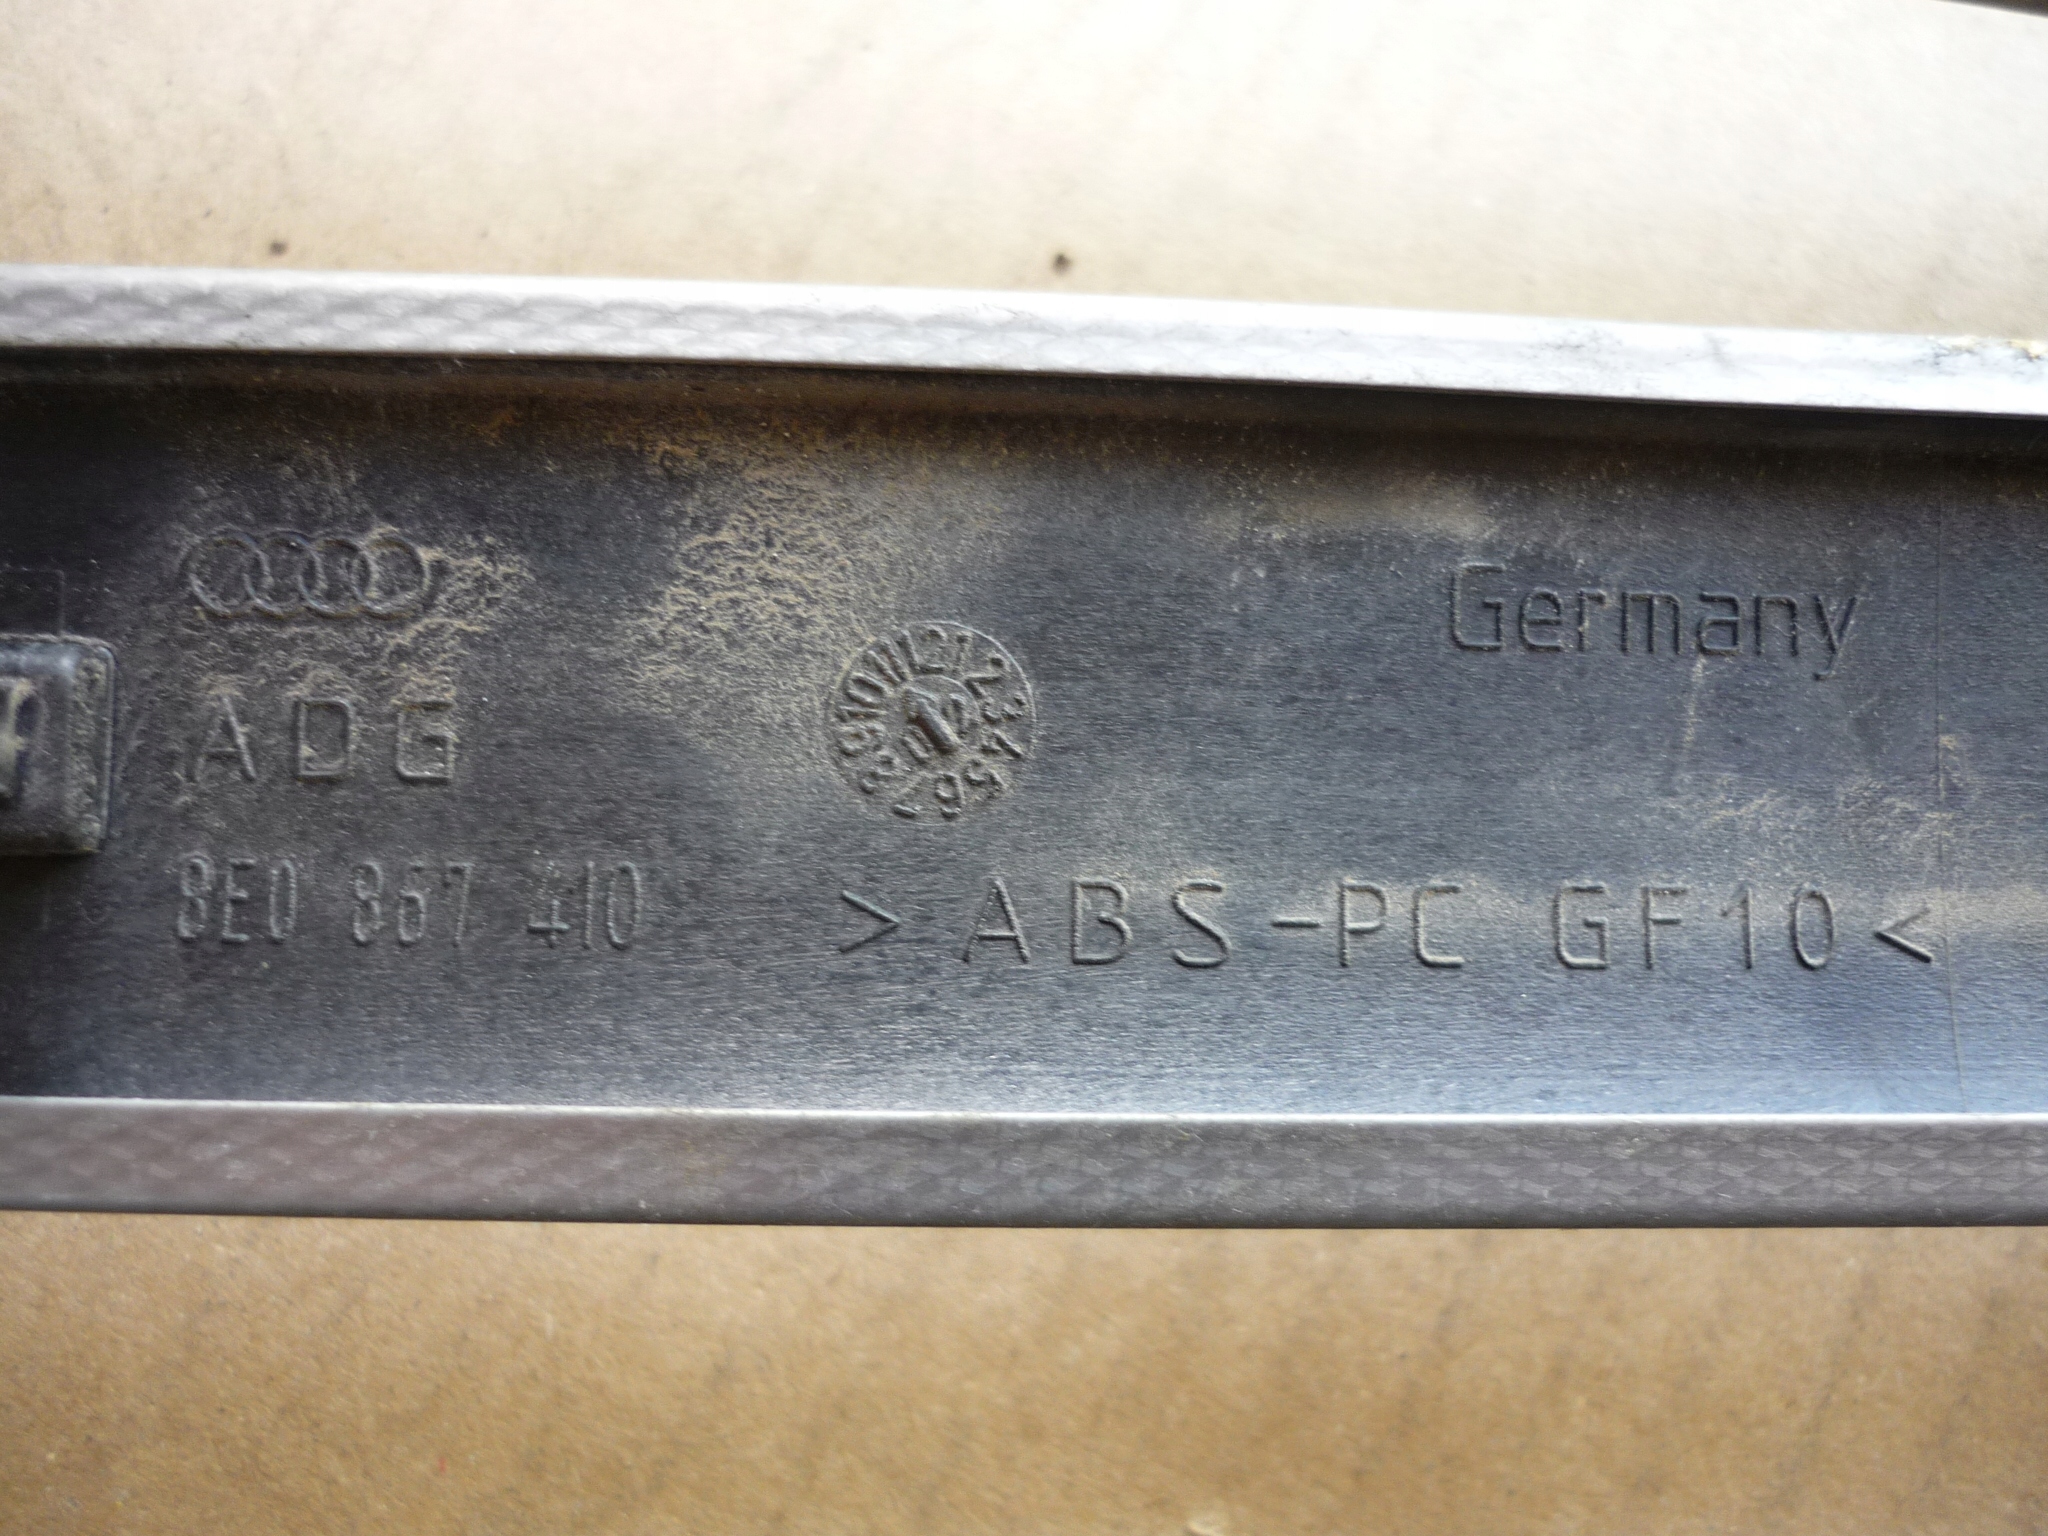 Germany
ADG
8E0 867 410
> ABS-PC GF10 <